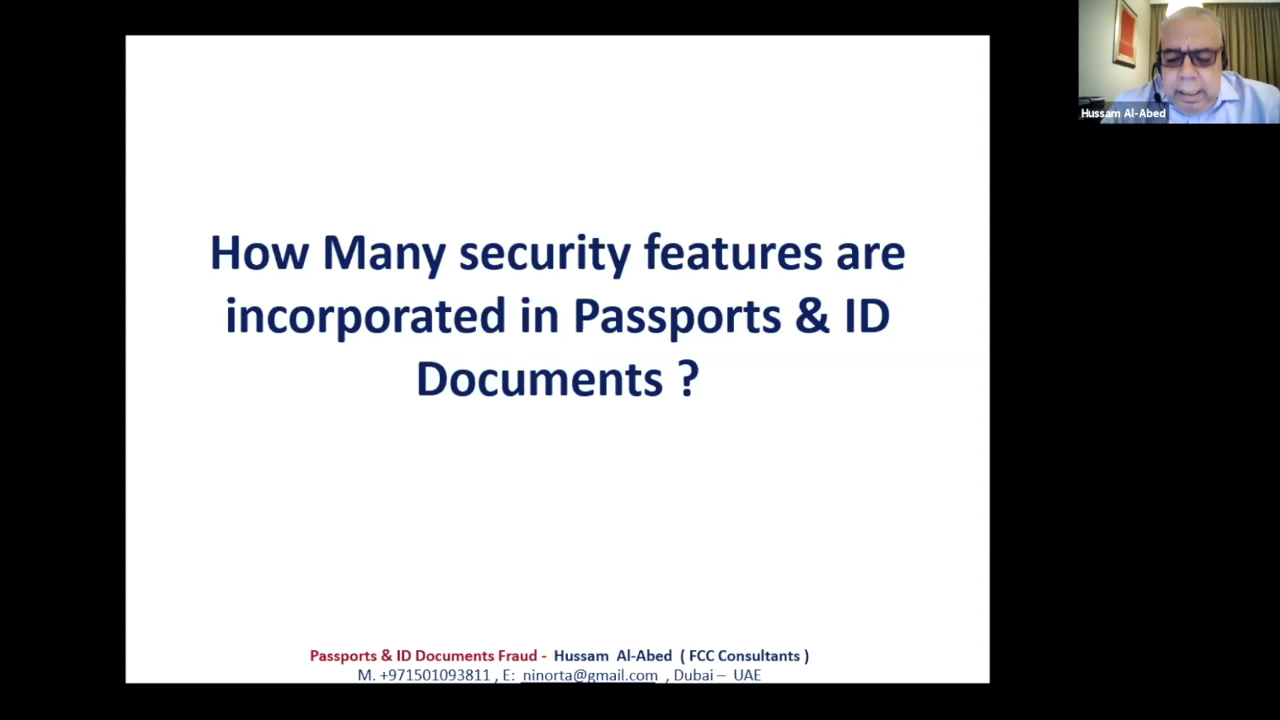 How Many security features are
incorporated in Passports & ID
Documents ?
Passports & ID Documents Fraud - Hussam Al-Abed ( FCC Consultants )
M. +971501093811 , E: ninorta@gmail.com , Dubai – UAE
Hussam Al-Abed